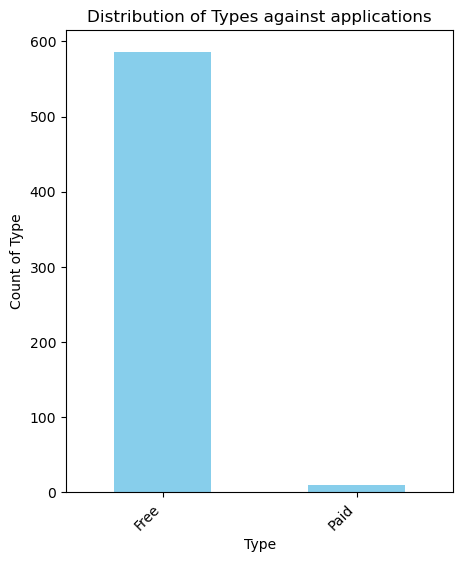 Distribution of Types against applications
600
500
400
300
200
100
0
Count of Type
Free
Paid
Type